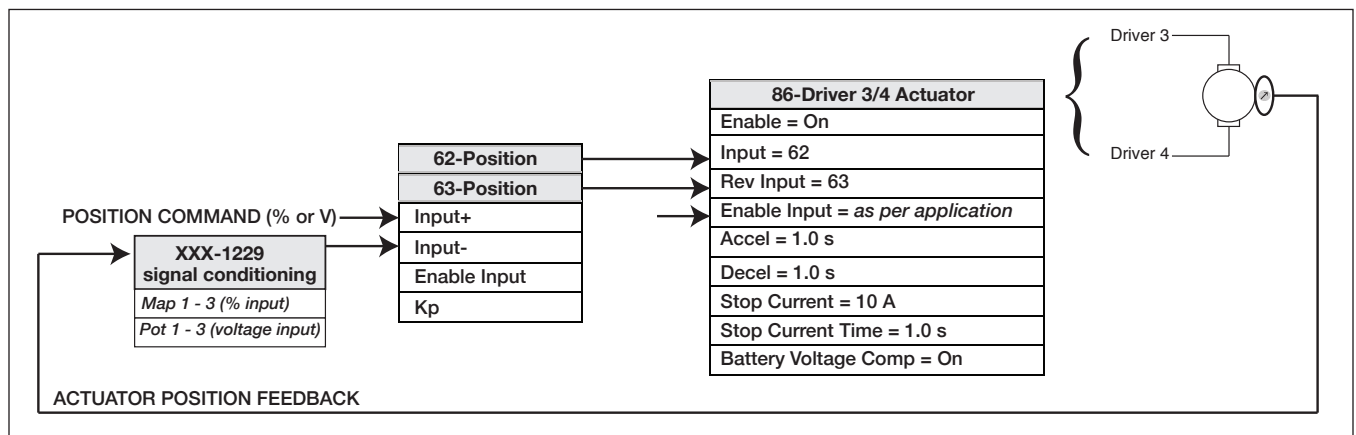 Driver 3
86-Driver 3/4 Actuator
Enable = On
Input = 62
Rev Input = 63
Enable Input = as per application
Accel = 1.0 s
Decel = 1.0 s
Stop Current = 10 A
Stop Current Time = 1.0 s
Battery Voltage Comp = On
Driver 4
62-Position
63-Position
Input+
Input-
Enable Input
Kp
POSITION COMMAND (% or V)
XXX-1229
signal conditioning
Map 1 - 3 (% input)
Pot 1 - 3 (voltage input)
ACTUATOR POSITION FEEDBACK